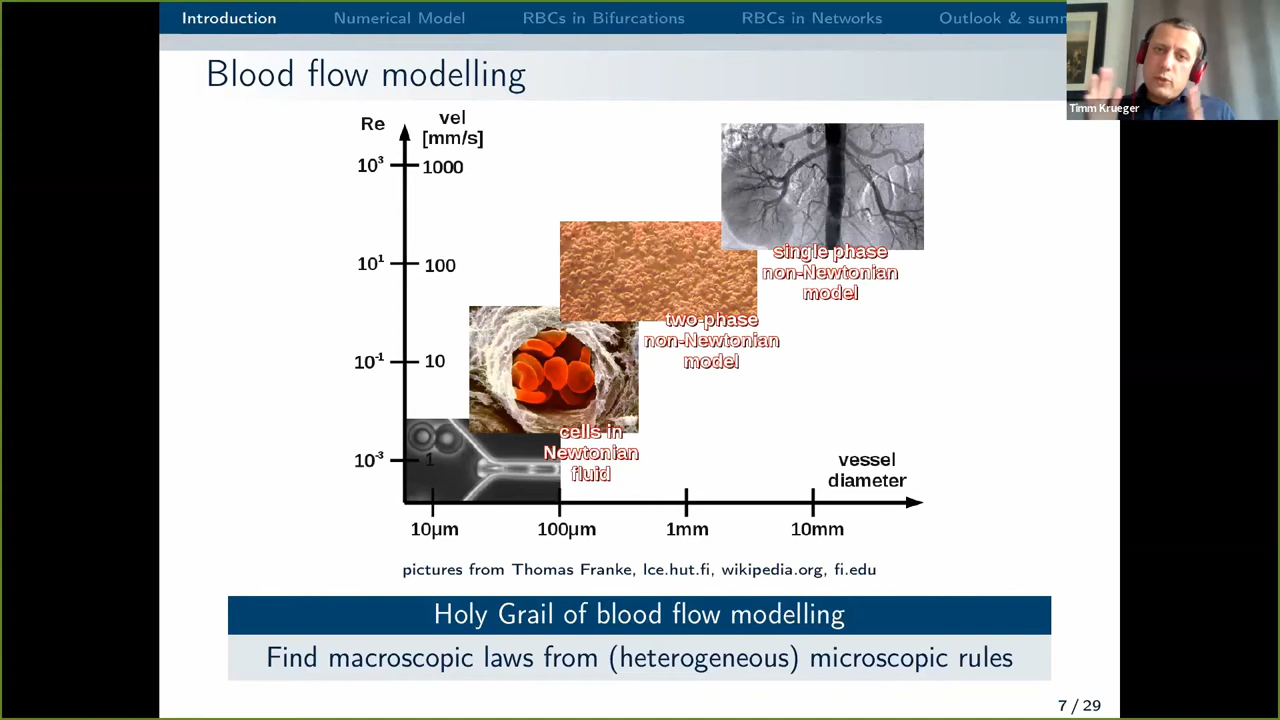 Introduction Numerical Model RBCs in Bifurcations RBCs in Networks Outlook & summ
Timm Krueger
Blood flow modelling
Re
vel
[mm/s]
10³ 1000
10¹ 100
10⁻¹ 10
10⁻³ 1
single phase
non-Newtonian
model
two-phase
non-Newtonian
model
cells in
Newtonian
fluid
vessel
diameter
10µm 100µm 1mm 10mm
pictures from Thomas Franke, lce.hut.fi, wikipedia.org, fi.edu
Holy Grail of blood flow modelling
Find macroscopic laws from (heterogeneous) microscopic rules
7 / 29